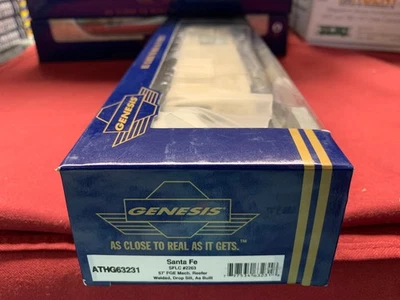 GENESIS
GENESIS
AS CLOSE TO REAL AS IT GETS.™
ATHG63231
Santa Fe
SFLC #2263
57' FGE Mech. Reefer
Welded, Drop Sill, As Built